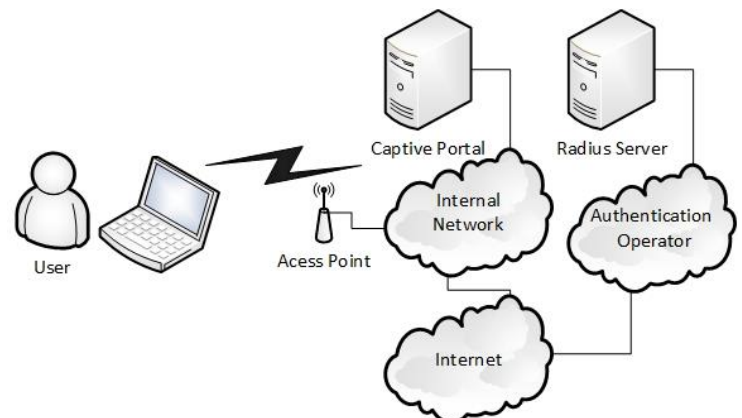 Captive Portal
Radius Server
Internal
Network
Authentication
Operator
User
Acess Point
Internet